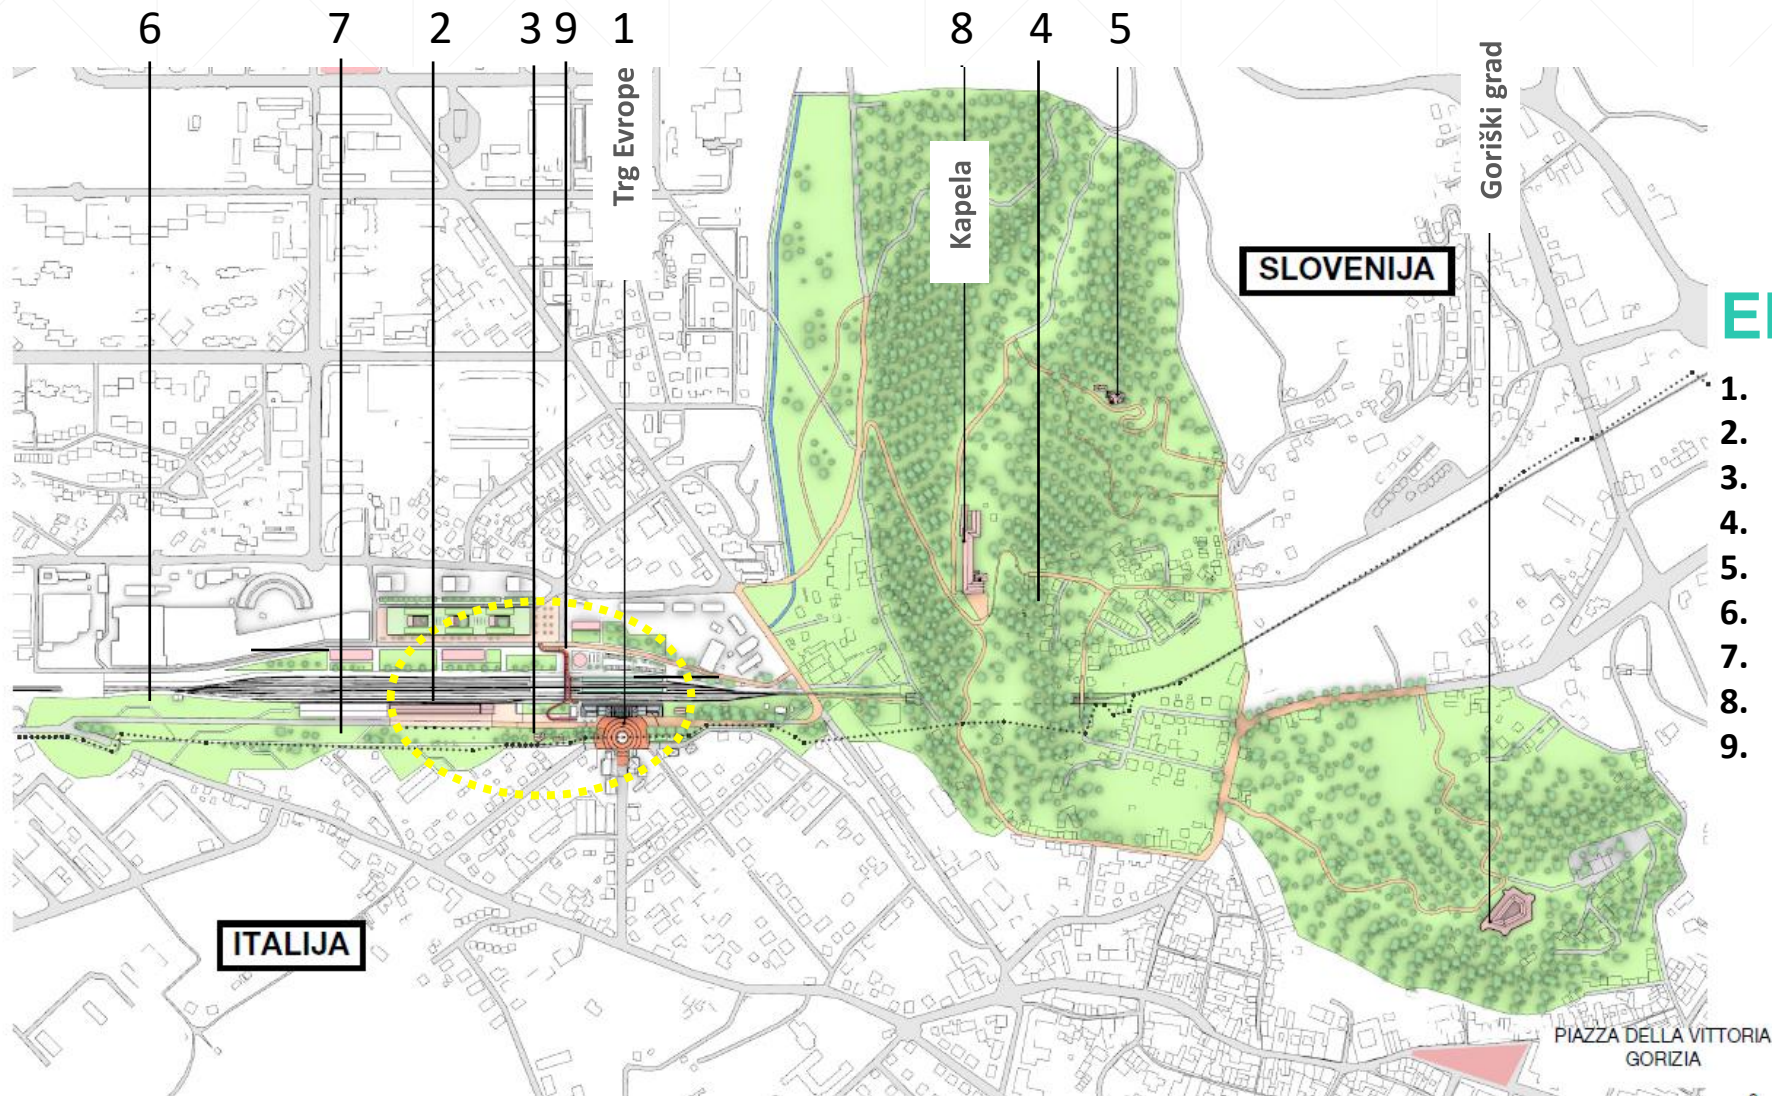 6 7 2 3 9 1 8 4 5
Trg Evrope
Kapela
Goriški grad
SLOVENIJA
1.
2.
3.
4.
5.
6.
7.
8.
9.
ITALIJA
PIAZZA DELLA VITTORIA
GORIZIA